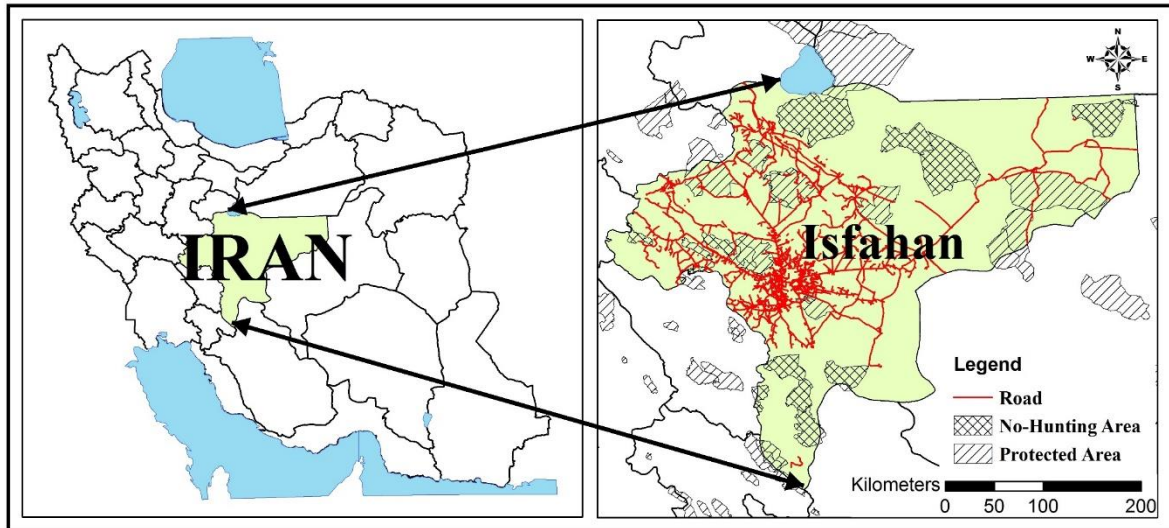 IRAN
N
W E
S
Isfahan
Legend
Road
No-Hunting Area
Protected Area
Kilometers
0 50 100 200